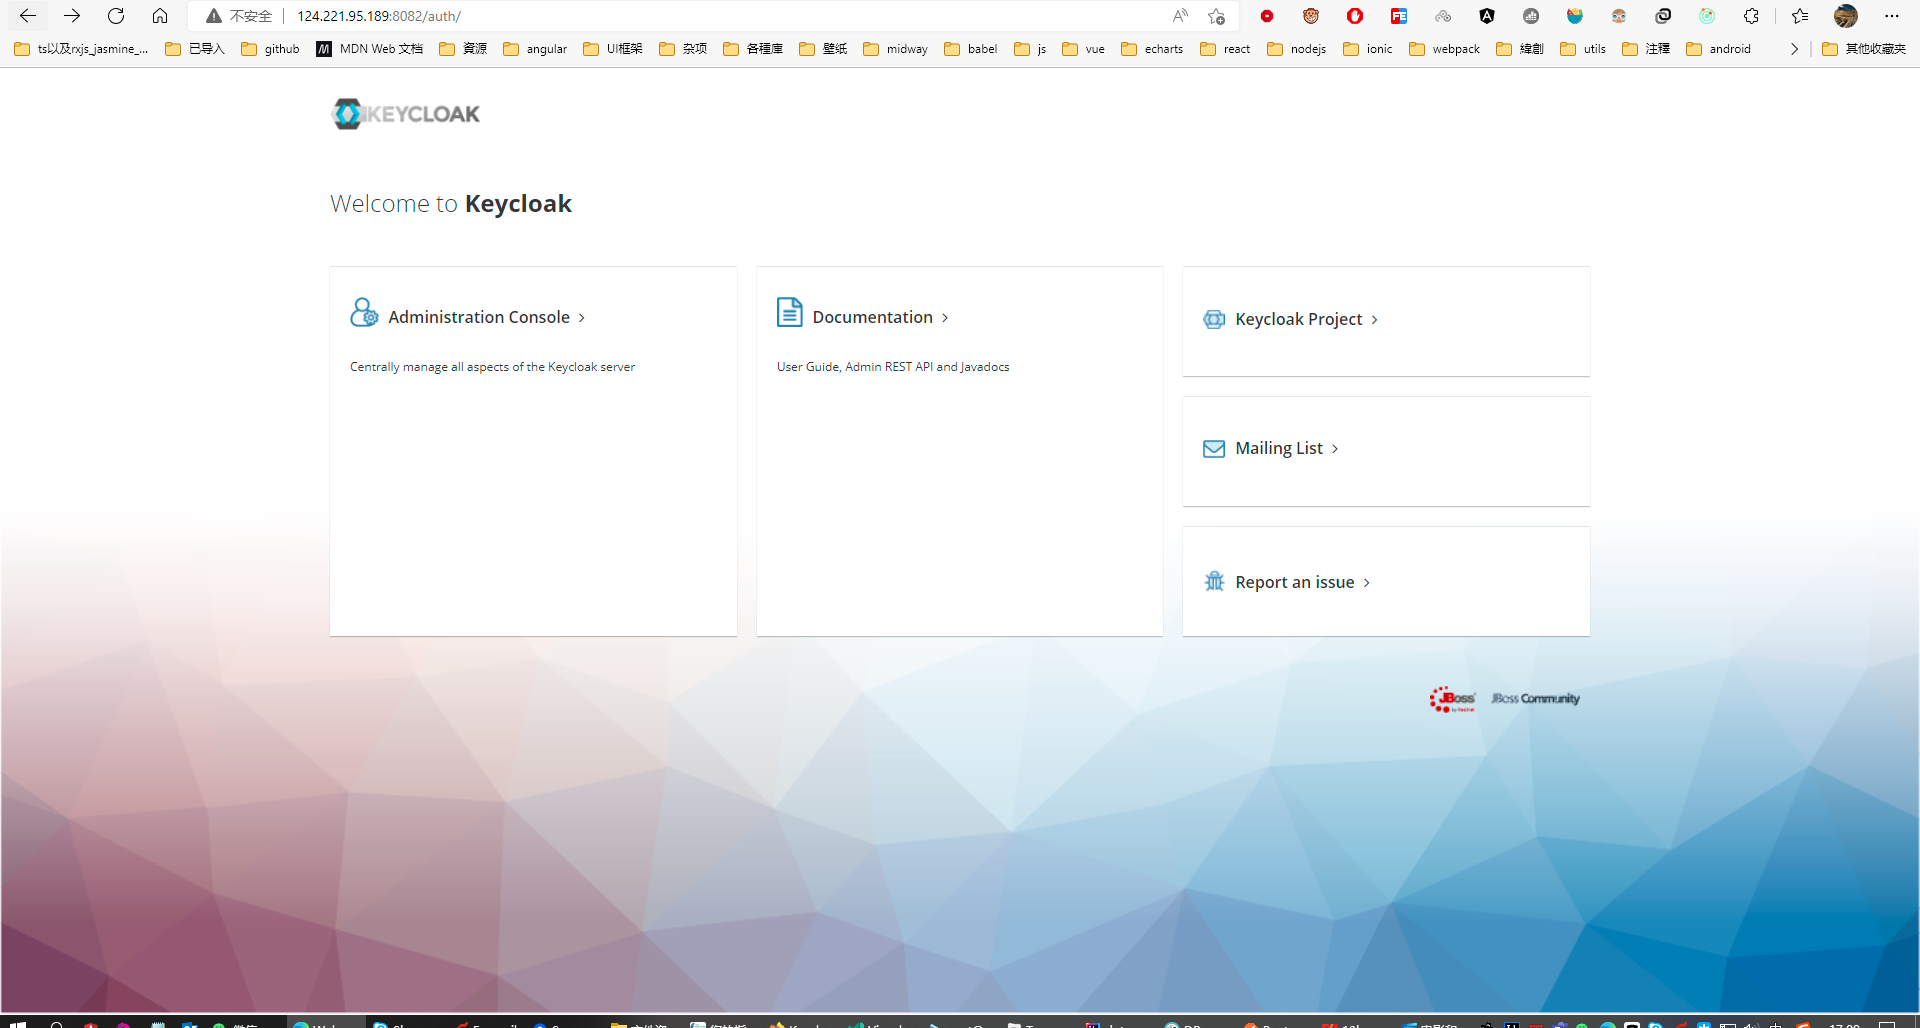 不安全 124.221.95.189:8082/auth/
ts以及rxjs_jasmine_... 已导入 github MDN Web 文档 資源 angular UI框架 杂项 各種庫 壁纸 midway babel js vue echarts react nodejs ionic webpack 緯創 utils 注釋 android 其他收藏夹
KEYCLOAK
Welcome to Keycloak
Administration Console
Centrally manage all aspects of the Keycloak server
Documentation
User Guide, Admin REST API and Javadocs
Keycloak Project
Mailing List
Report an issue
JBoss JBoss Community